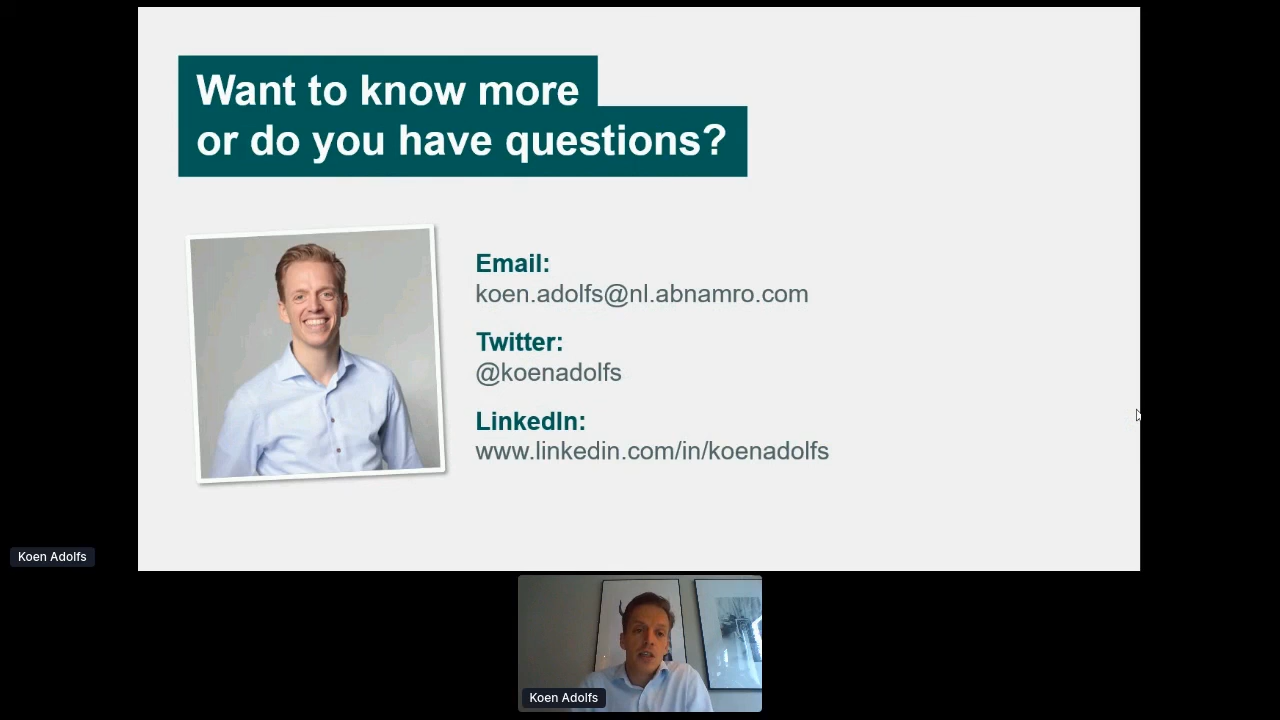 Want to know more
or do you have questions?
Email:
koen.adolfs@nl.abnamro.com
Twitter:
@koenadolfs
LinkedIn:
www.linkedin.com/in/koenadolfs
Koen Adolfs
Koen Adolfs